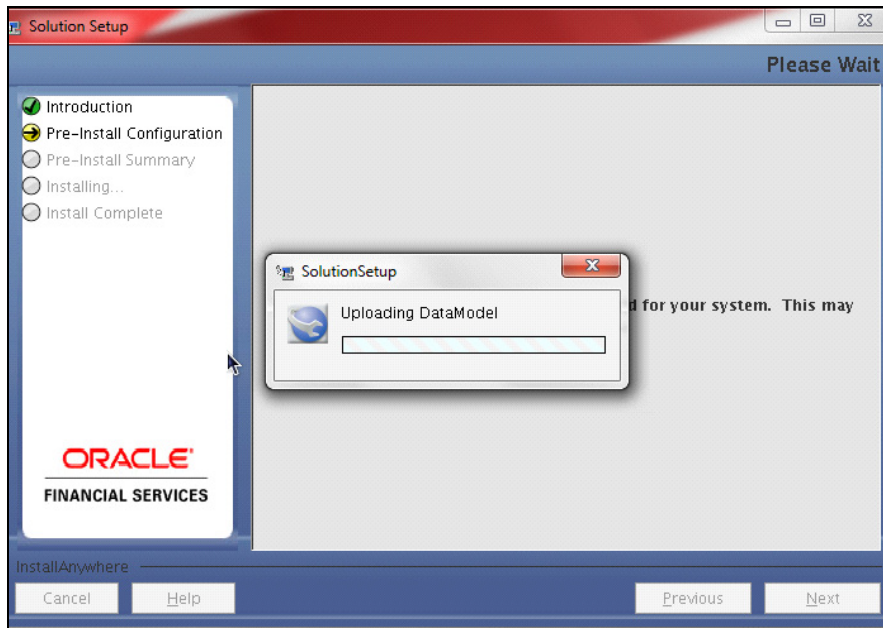 Solution Setup
Please Wait
Introduction
Pre-Install Configuration
Pre-Install Summary
Installing...
Install Complete
SolutionSetup
Uploading DataModel
for your system. This may
ORACLE
FINANCIAL SERVICES
InstallAnywhere
Cancel
Help
Previous
Next